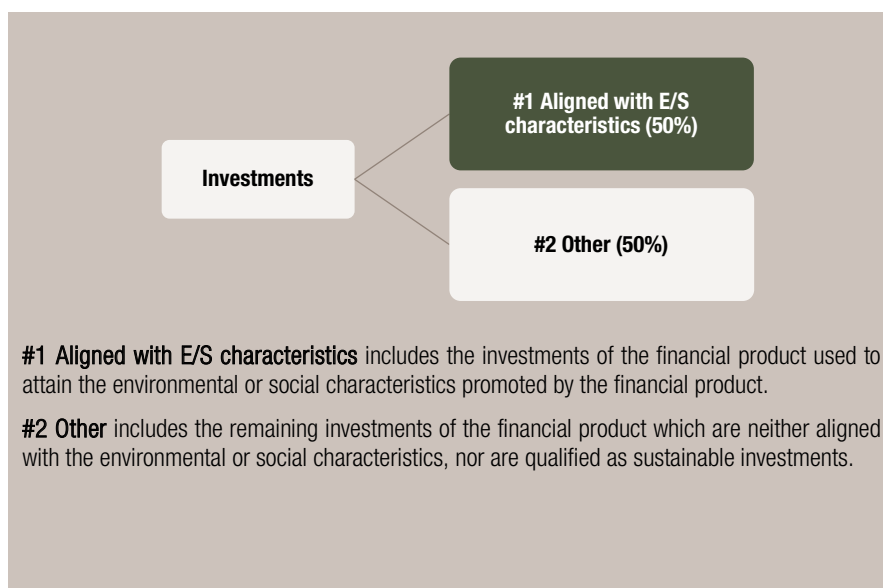 #1 Aligned with E/S
characteristics (50%)
Investments
#2 Other (50%)
#1 Aligned with E/S characteristics includes the investments of the financial product used to
attain the environmental or social characteristics promoted by the financial product.
#2 Other includes the remaining investments of the financial product which are neither aligned
with the environmental or social characteristics, nor are qualified as sustainable investments.